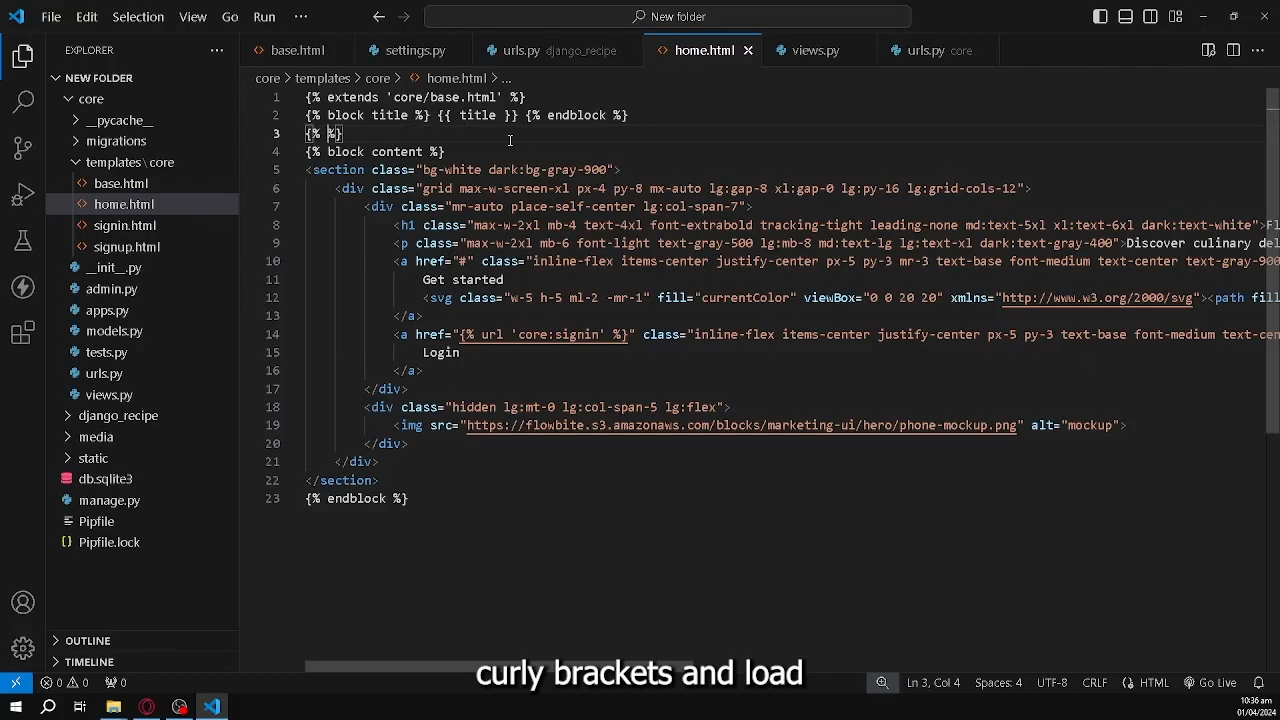 File Edit Selection View Go Run ··· New folder
EXPLORER ···
base.html settings.py urls.py django_recipe home.html views.py urls.py core ···
NEW FOLDER
core > templates > core > home.html > ...
core
__pycache__
migrations
templates\core
base.html
home.html
signin.html
signup.html
__init__.py
admin.py
apps.py
models.py
tests.py
urls.py
views.py
django_recipe
media
static
db.sqlite3
manage.py
Pipfile
Pipfile.lock
OUTLINE
TIMELINE
1 {% extends 'core/base.html' %}
2 {% block title %} {{ title }} {% endblock %}
3 {% %}
4 {% block content %}
5 <section class="bg-white dark:bg-gray-900">
6 <div class="grid max-w-screen-xl px-4 py-8 mx-auto lg:gap-8 xl:gap-0 lg:py-16 lg:grid-cols-12">
7 <div class="mr-auto place-self-center lg:col-span-7">
8 <h1 class="max-w-2xl mb-4 text-4xl font-extrabold tracking-tight leading-none md:text-5xl xl:text-6xl dark:text-white">Fl
9 <p class="max-w-2xl mb-6 font-light text-gray-500 lg:mb-8 md:text-lg lg:text-xl dark:text-gray-400">Discover culinary del
10 <a href="#" class="inline-flex items-center justify-center px-5 py-3 mr-3 text-base font-medium text-center text-gray-900
11 Get started
12 <svg class="w-5 h-5 ml-2 -mr-1" fill="currentColor" viewBox="0 0 20 20" xmlns="http://www.w3.org/2000/svg"><path fill
13 </a>
14 <a href="{% url 'core:signin' %}" class="inline-flex items-center justify-center px-5 py-3 text-base font-medium text-cen
15 Login
16 </a>
17 </div>
18 <div class="hidden lg:mt-0 lg:col-span-5 lg:flex">
19 <img src="https://flowbite.s3.amazonaws.com/blocks/marketing-ui/hero/phone-mockup.png" alt="mockup">
20 </div>
21 </div>
22 </section>
23 {% endblock %}
curly brackets and load
0 0 0 Ln 3, Col 4 Spaces: 4 UTF-8 CRLF HTML Go Live
10:36 am
01/04/2024